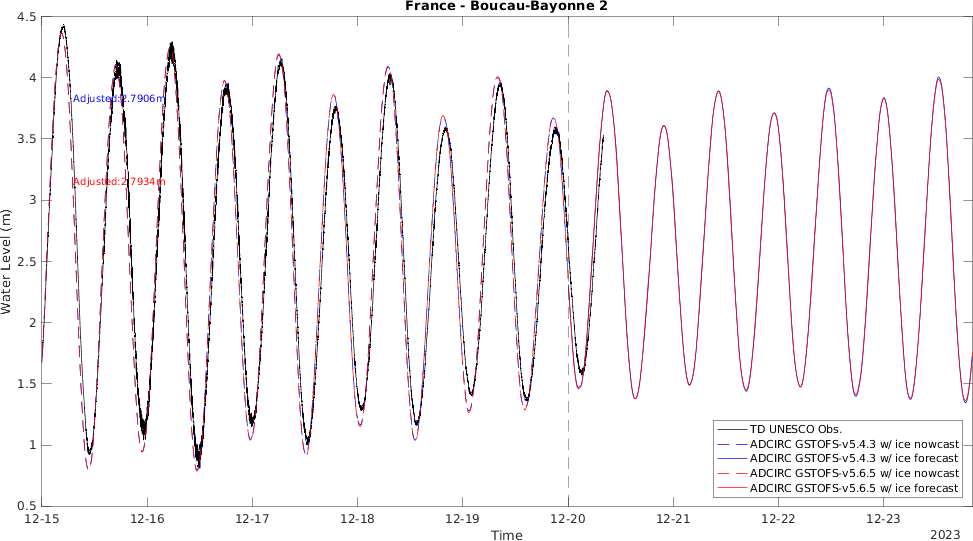 France - Boucau-Bayonne 2
4.5
4
3.5
3
2.5
2
1.5
1
0.5
Water Level (m)
Adjusted:2.7906m
Adjusted:2.7934m
TD UNESCO Obs.
ADCIRC GSTOFS-v5.4.3 w/ ice nowcast
ADCIRC GSTOFS-v5.4.3 w/ ice forecast
ADCIRC GSTOFS-v5.6.5 w/ ice nowcast
ADCIRC GSTOFS-v5.6.5 w/ ice forecast
12-15 12-16 12-17 12-18 12-19 12-20 12-21 12-22 12-23
Time
2023